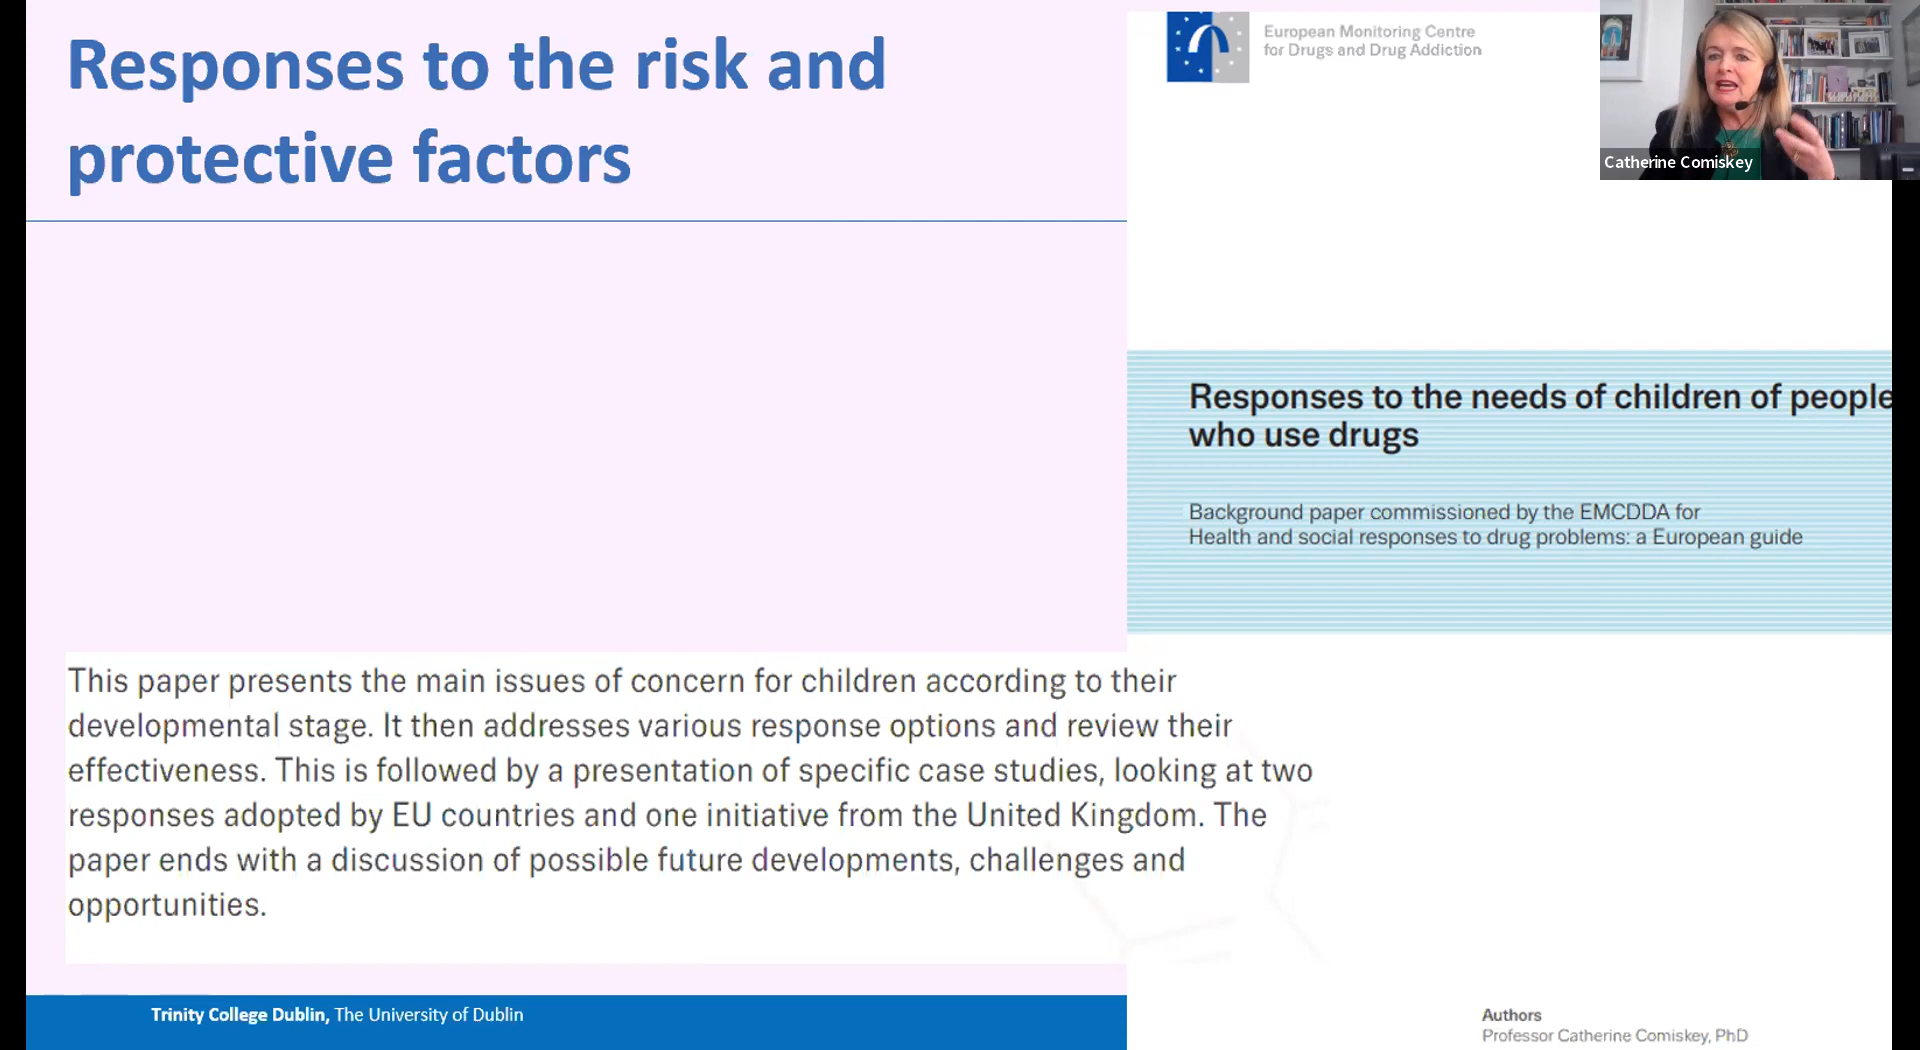 Responses to the risk and
protective factors
European Monitoring Centre
for Drugs and Drug Addiction
Catherine Comiskey
Responses to the needs of children of people
who use drugs
Background paper commissioned by the EMCDDA for
Health and social responses to drug problems: a European guide
This paper presents the main issues of concern for children according to their
developmental stage. It then addresses various response options and review their
effectiveness. This is followed by a presentation of specific case studies, looking at two
responses adopted by EU countries and one initiative from the United Kingdom. The
paper ends with a discussion of possible future developments, challenges and
opportunities.
Trinity College Dublin, The University of Dublin
Authors
Professor Catherine Comiskey, PhD